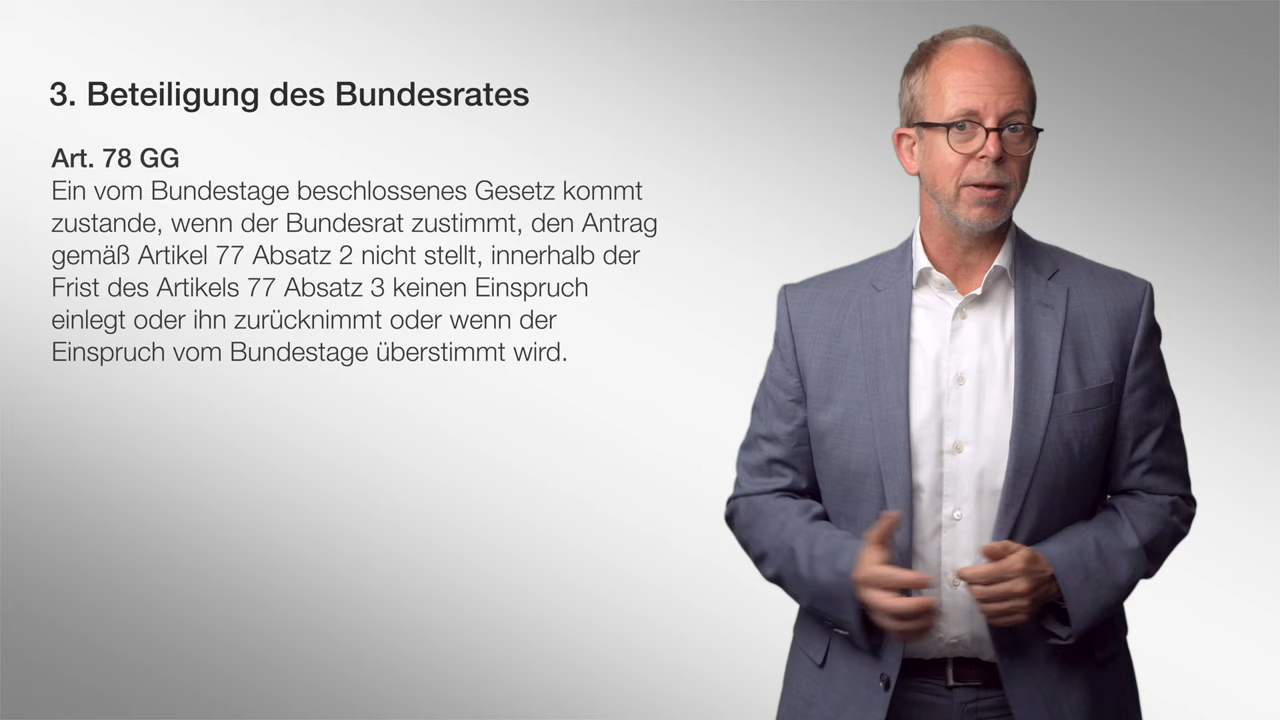 3. Beteiligung des Bundesrates
Art. 78 GG
Ein vom Bundestage beschlossenes Gesetz kommt
zustande, wenn der Bundesrat zustimmt, den Antrag
gemäß Artikel 77 Absatz 2 nicht stellt, innerhalb der
Frist des Artikels 77 Absatz 3 keinen Einspruch
einlegt oder ihn zurücknimmt oder wenn der
Einspruch vom Bundestage überstimmt wird.